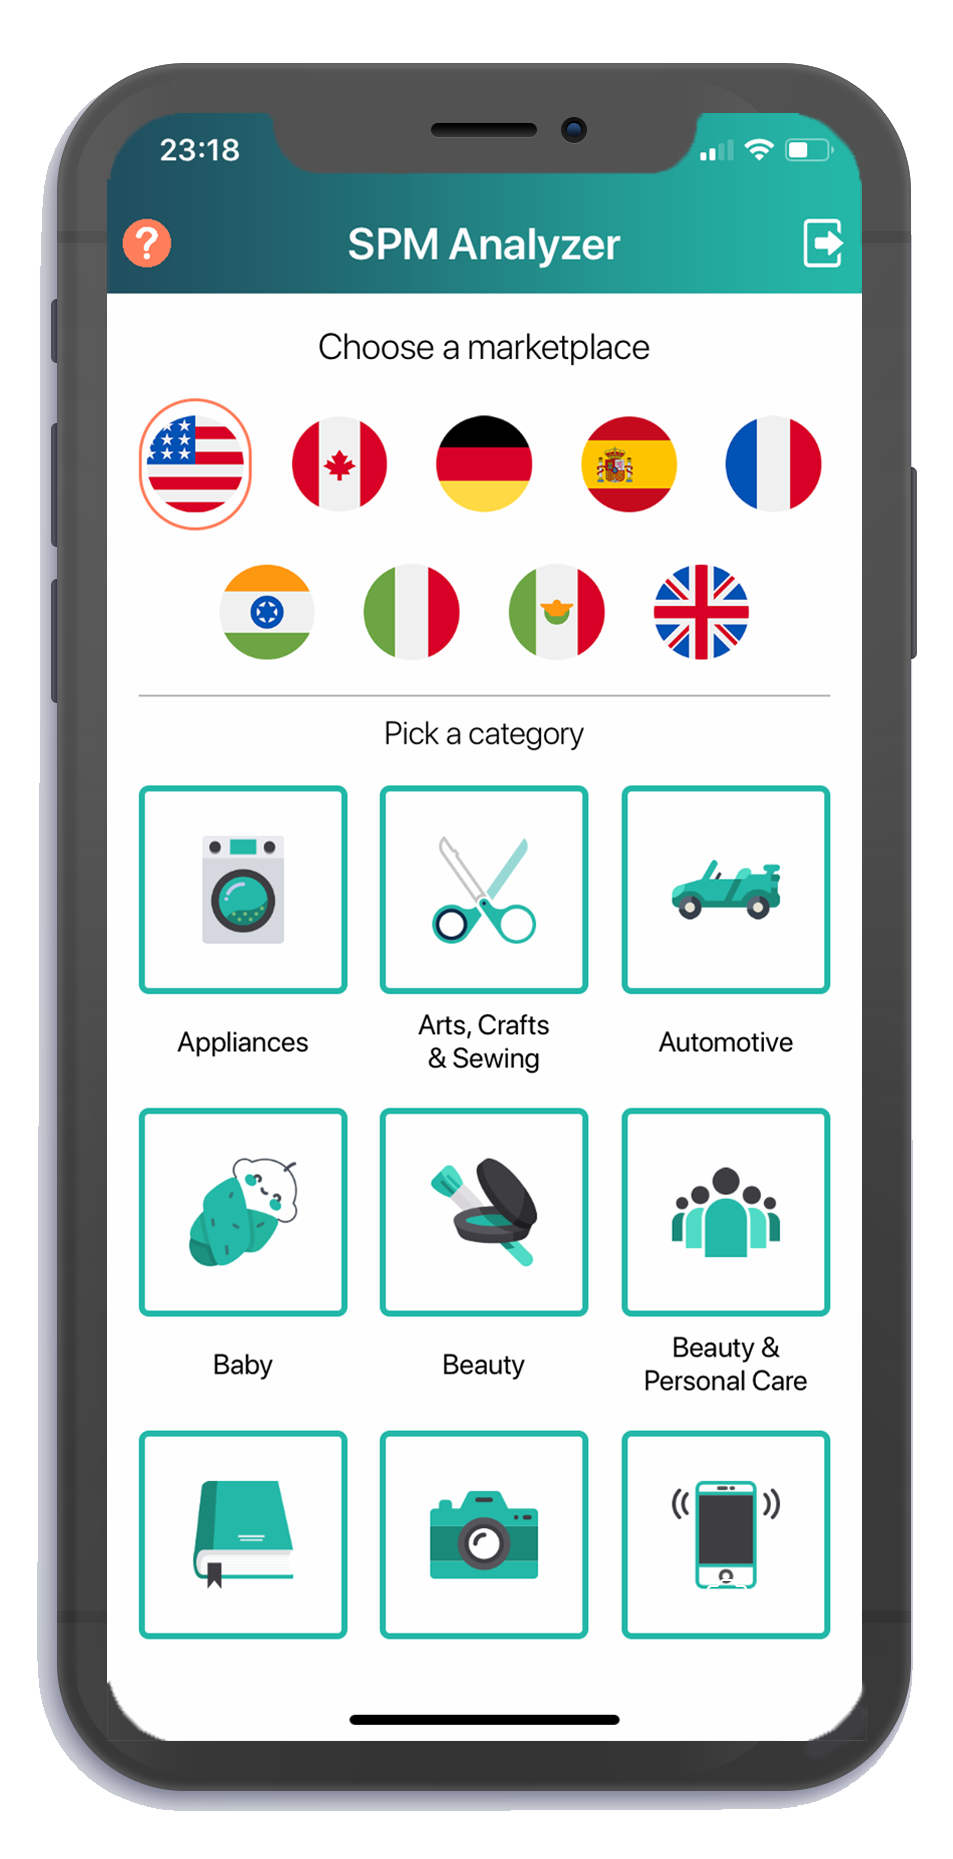 23:18
?
SPM Analyzer
Choose a marketplace
Pick a category
Appliances
Arts, Crafts
& Sewing
Automotive
Baby
Beauty
Beauty &
Personal Care